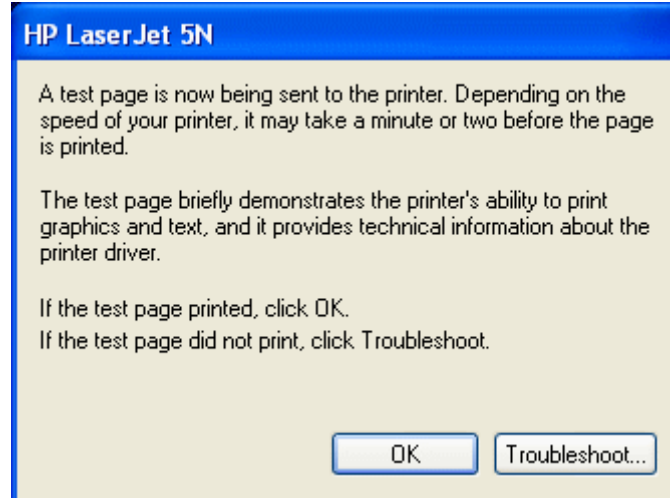 HP LaserJet 5N
A test page is now being sent to the printer. Depending on the
speed of your printer, it may take a minute or two before the page
is printed.
The test page briefly demonstrates the printer's ability to print
graphics and text, and it provides technical information about the
printer driver.
If the test page printed, click OK.
If the test page did not print, click Troubleshoot.
OK
Troubleshoot...